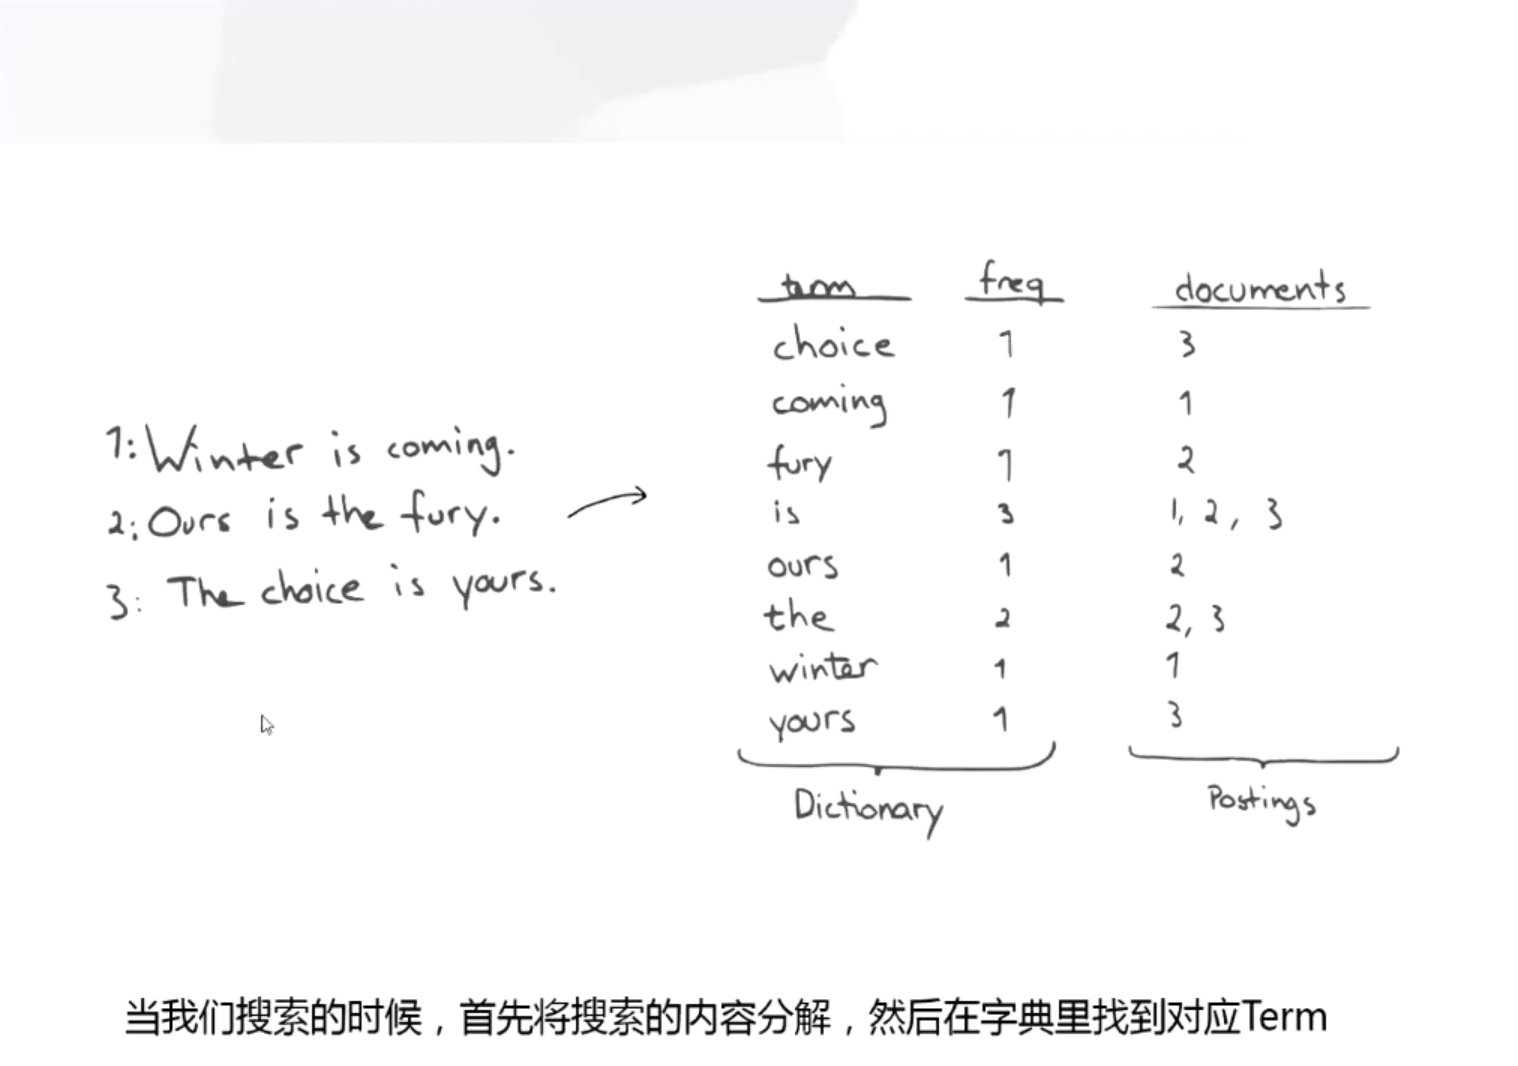 1: Winter is coming.
2: Ours is the fury.
3: The choice is yours.
term freq documents
choice 1 3
coming 1 1
fury 1 2
is 3 1, 2, 3
ours 1 2
the 2 2, 3
winter 1 1
yours 1 3
Dictionary Postings
当我们搜索的时候，首先将搜索的内容分解，然后在字典里找到对应Term